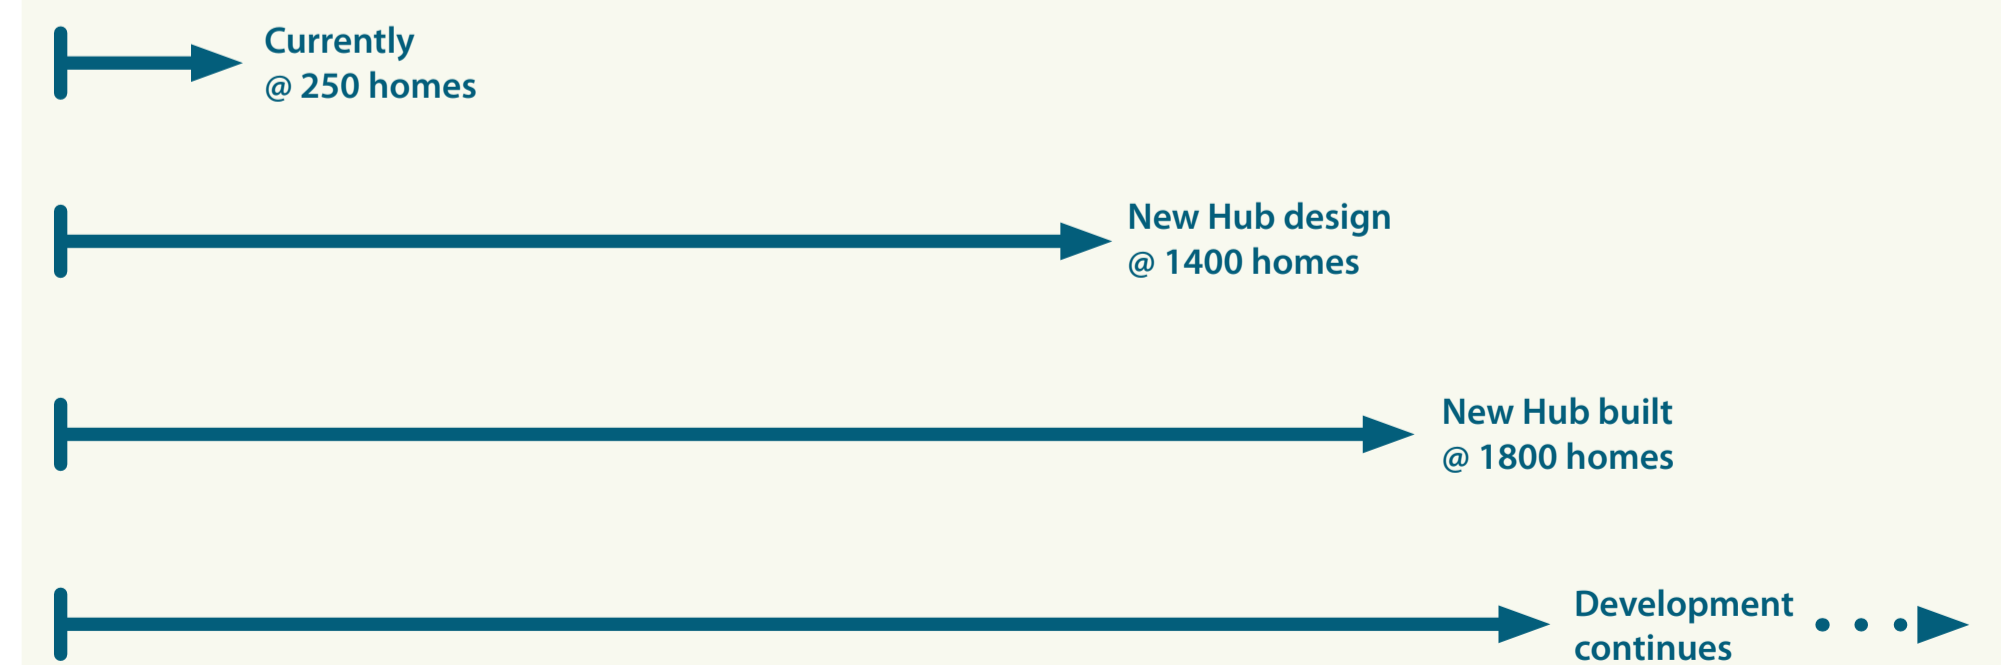 Currently
@ 250 homes
New Hub design
@ 1400 homes
New Hub built
@ 1800 homes
Development
continues